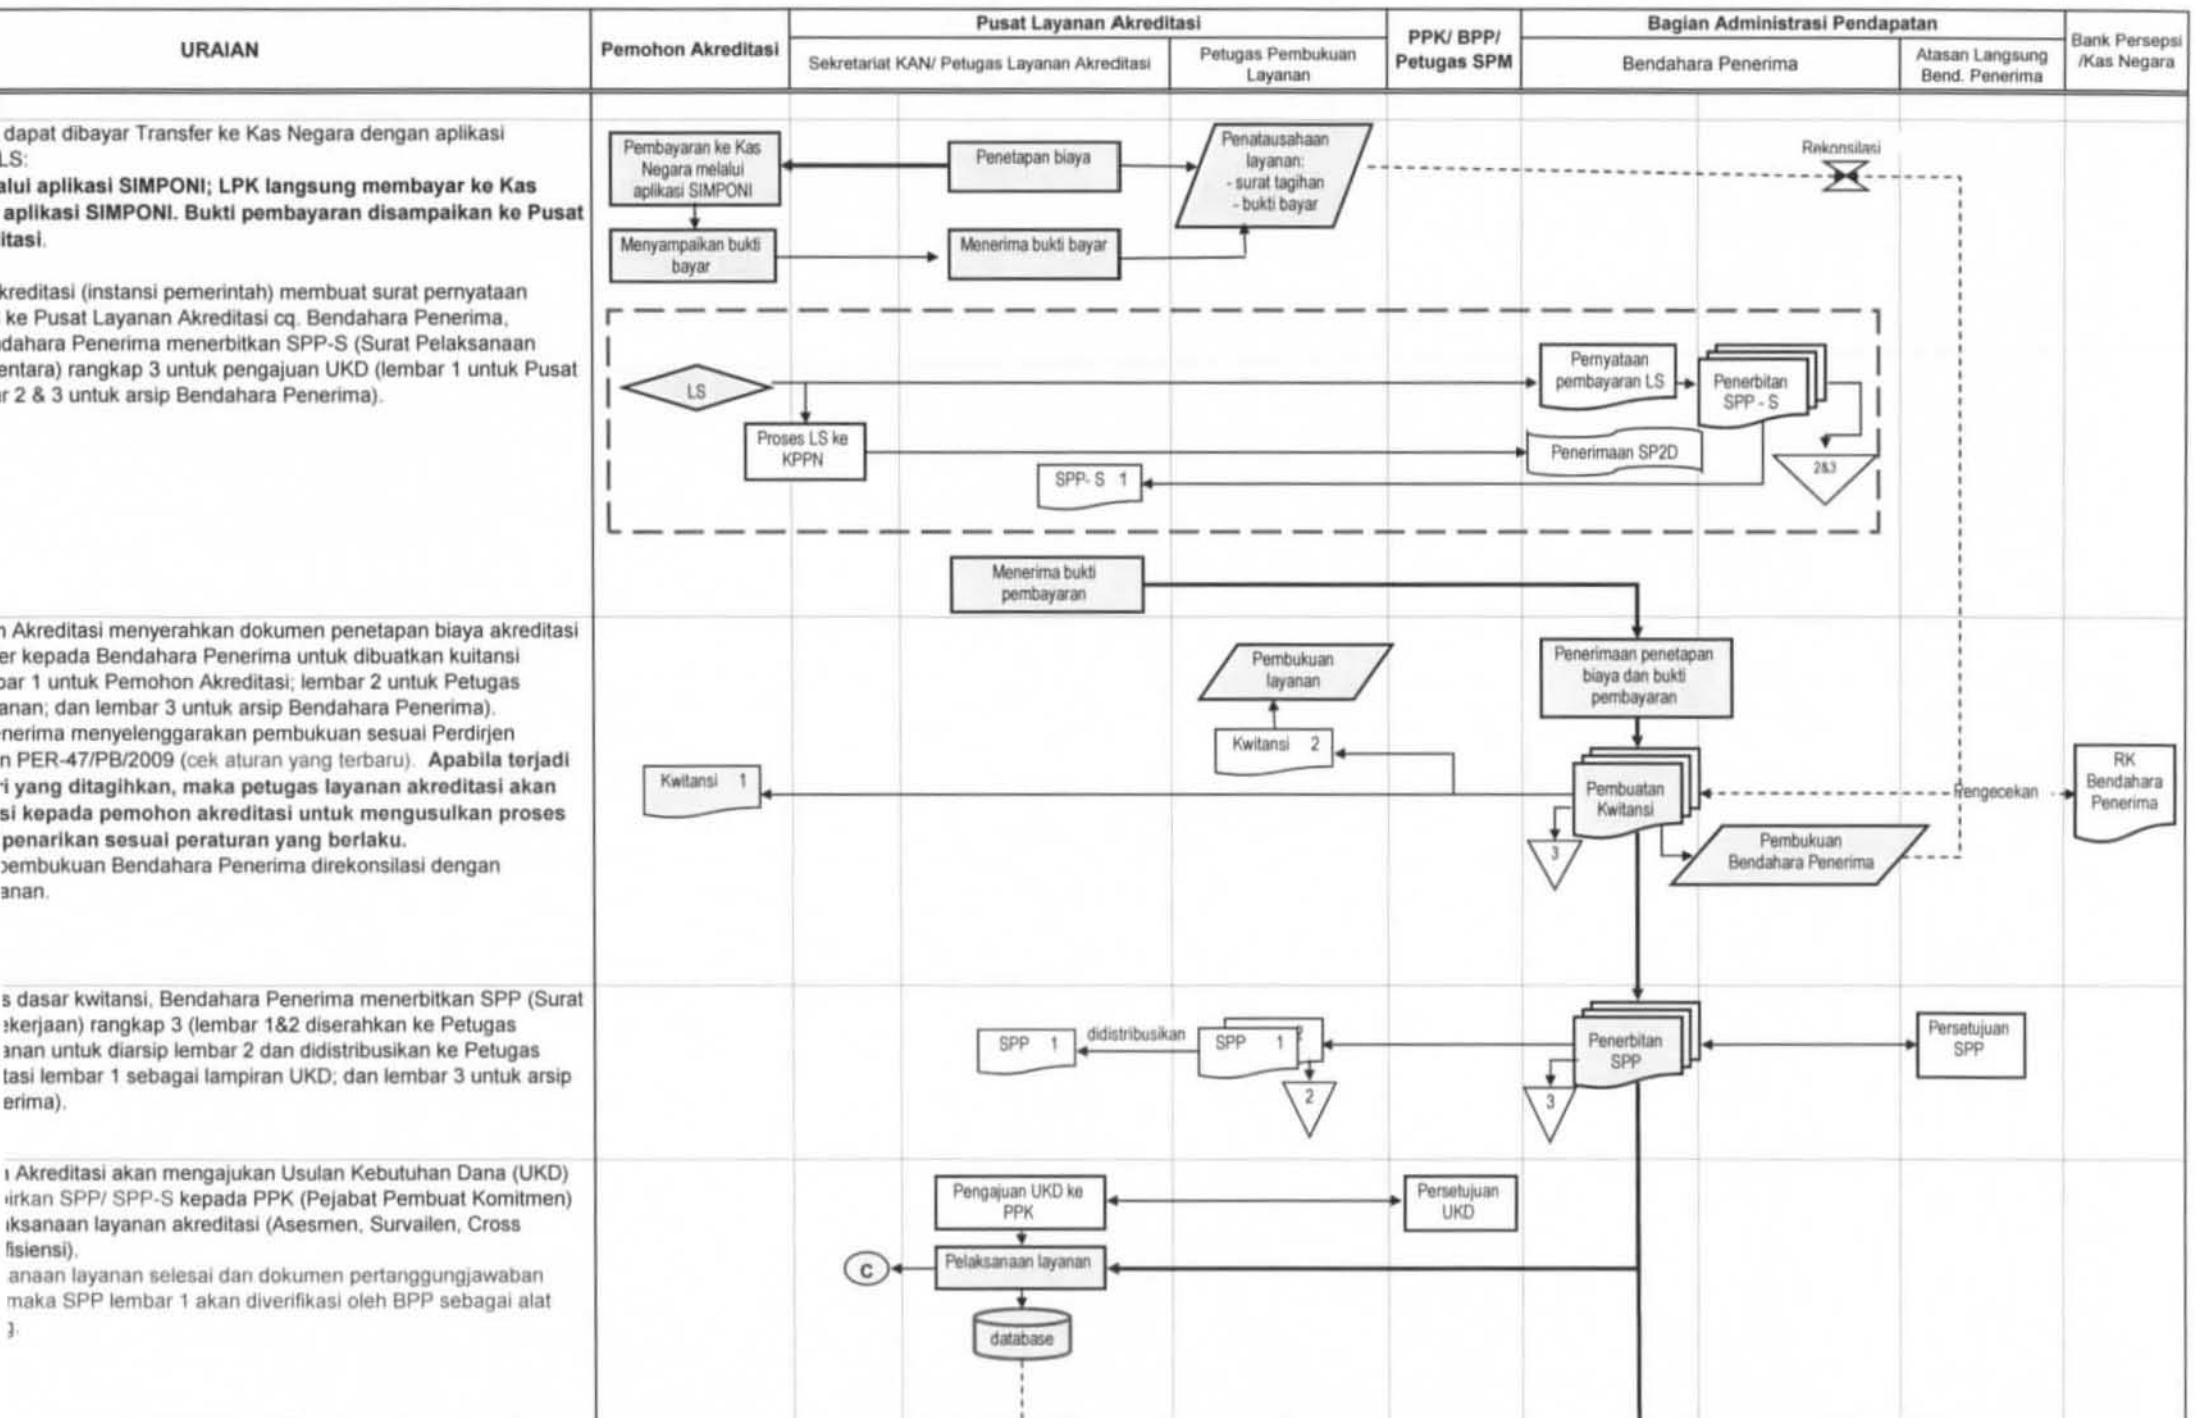 URAIAN
Pemohon Akreditasi
Pusat Layanan Akreditasi
Sekretariat KAN/ Petugas Layanan Akreditasi
Petugas Pembukuan
Layanan
PPK/ BPP/
Petugas SPM
Bagian Administrasi Pendapatan
Bendahara Penerima
Atasan Langsung
Bend. Penerima
Bank Persepsi
/Kas Negara
dapat dibayar Transfer ke Kas Negara dengan aplikasi
LS:
alui aplikasi SIMPONI; LPK langsung membayar ke Kas
aplikasi SIMPONI. Bukti pembayaran disampaikan ke Pusat
itasi.
Pembayaran ke Kas
Negara melalui
aplikasi SIMPONI
Penetapan biaya
Penatausahaan
layanan:
- surat tagihan
- bukti bayar
Rekonsilasi
Menyampaikan bukti
bayar
Menerima bukti bayar
kreditasi (instansi pemerintah) membuat surat pernyataan
ke Pusat Layanan Akreditasi cq. Bendahara Penerima,
ndahara Penerima menerbitkan SPP-S (Surat Pelaksanaan
entara) rangkap 3 untuk pengajuan UKD (lembar 1 untuk Pusat
r 2 & 3 untuk arsip Bendahara Penerima).
LS
Pernyataan
pembayaran LS
Penerbitan
SPP - S
Proses LS ke
KPPN
Penerimaan SP2D
2&3
SPP- S 1
Menerima bukti
pembayaran
n Akreditasi menyerahkan dokumen penetapan biaya akreditasi
er kepada Bendahara Penerima untuk dibuatkan kuitansi
bar 1 untuk Pemohon Akreditasi; lembar 2 untuk Petugas
anan; dan lembar 3 untuk arsip Bendahara Penerima).
enerima menyelenggarakan pembukuan sesuai Perdirjen
n PER-47/PB/2009 (cek aturan yang terbaru). Apabila terjadi
ri yang ditagihkan, maka petugas layanan akreditasi akan
si kepada pemohon akreditasi untuk mengusulkan proses
penarikan sesuai peraturan yang berlaku.
pembukuan Bendahara Penerima direkonsilasi dengan
anan.
Pembukuan
layanan
Penerimaan penetapan
biaya dan bukti
pembayaran
Kwitansi 2
Kwitansi 1
Pembuatan
Kwitansi
Pengecekan
RK
Bendahara
Penerima
3
Pembukuan
Bendahara Penerima
s dasar kwitansi, Bendahara Penerima menerbitkan SPP (Surat
ekerjaan) rangkap 3 (lembar 1&2 diserahkan ke Petugas
anan untuk diarsip lembar 2 dan didistribusikan ke Petugas
tasi lembar 1 sebagai lampiran UKD; dan lembar 3 untuk arsip
erima).
SPP 1
didistribusikan
SPP 1
2
Penerbitan
SPP
3
Persetujuan
SPP
Akreditasi akan mengajukan Usulan Kebutuhan Dana (UKD)
irkan SPP/ SPP-S kepada PPK (Pejabat Pembuat Komitmen)
aksanaan layanan akreditasi (Asesmen, Survailen, Cross
fisiensi).
anaan layanan selesai dan dokumen pertanggungjawaban
maka SPP lembar 1 akan diverifikasi oleh BPP sebagai alat
g.
Pengajuan UKD ke
PPK
Persetujuan
UKD
C
Pelaksanaan layanan
database